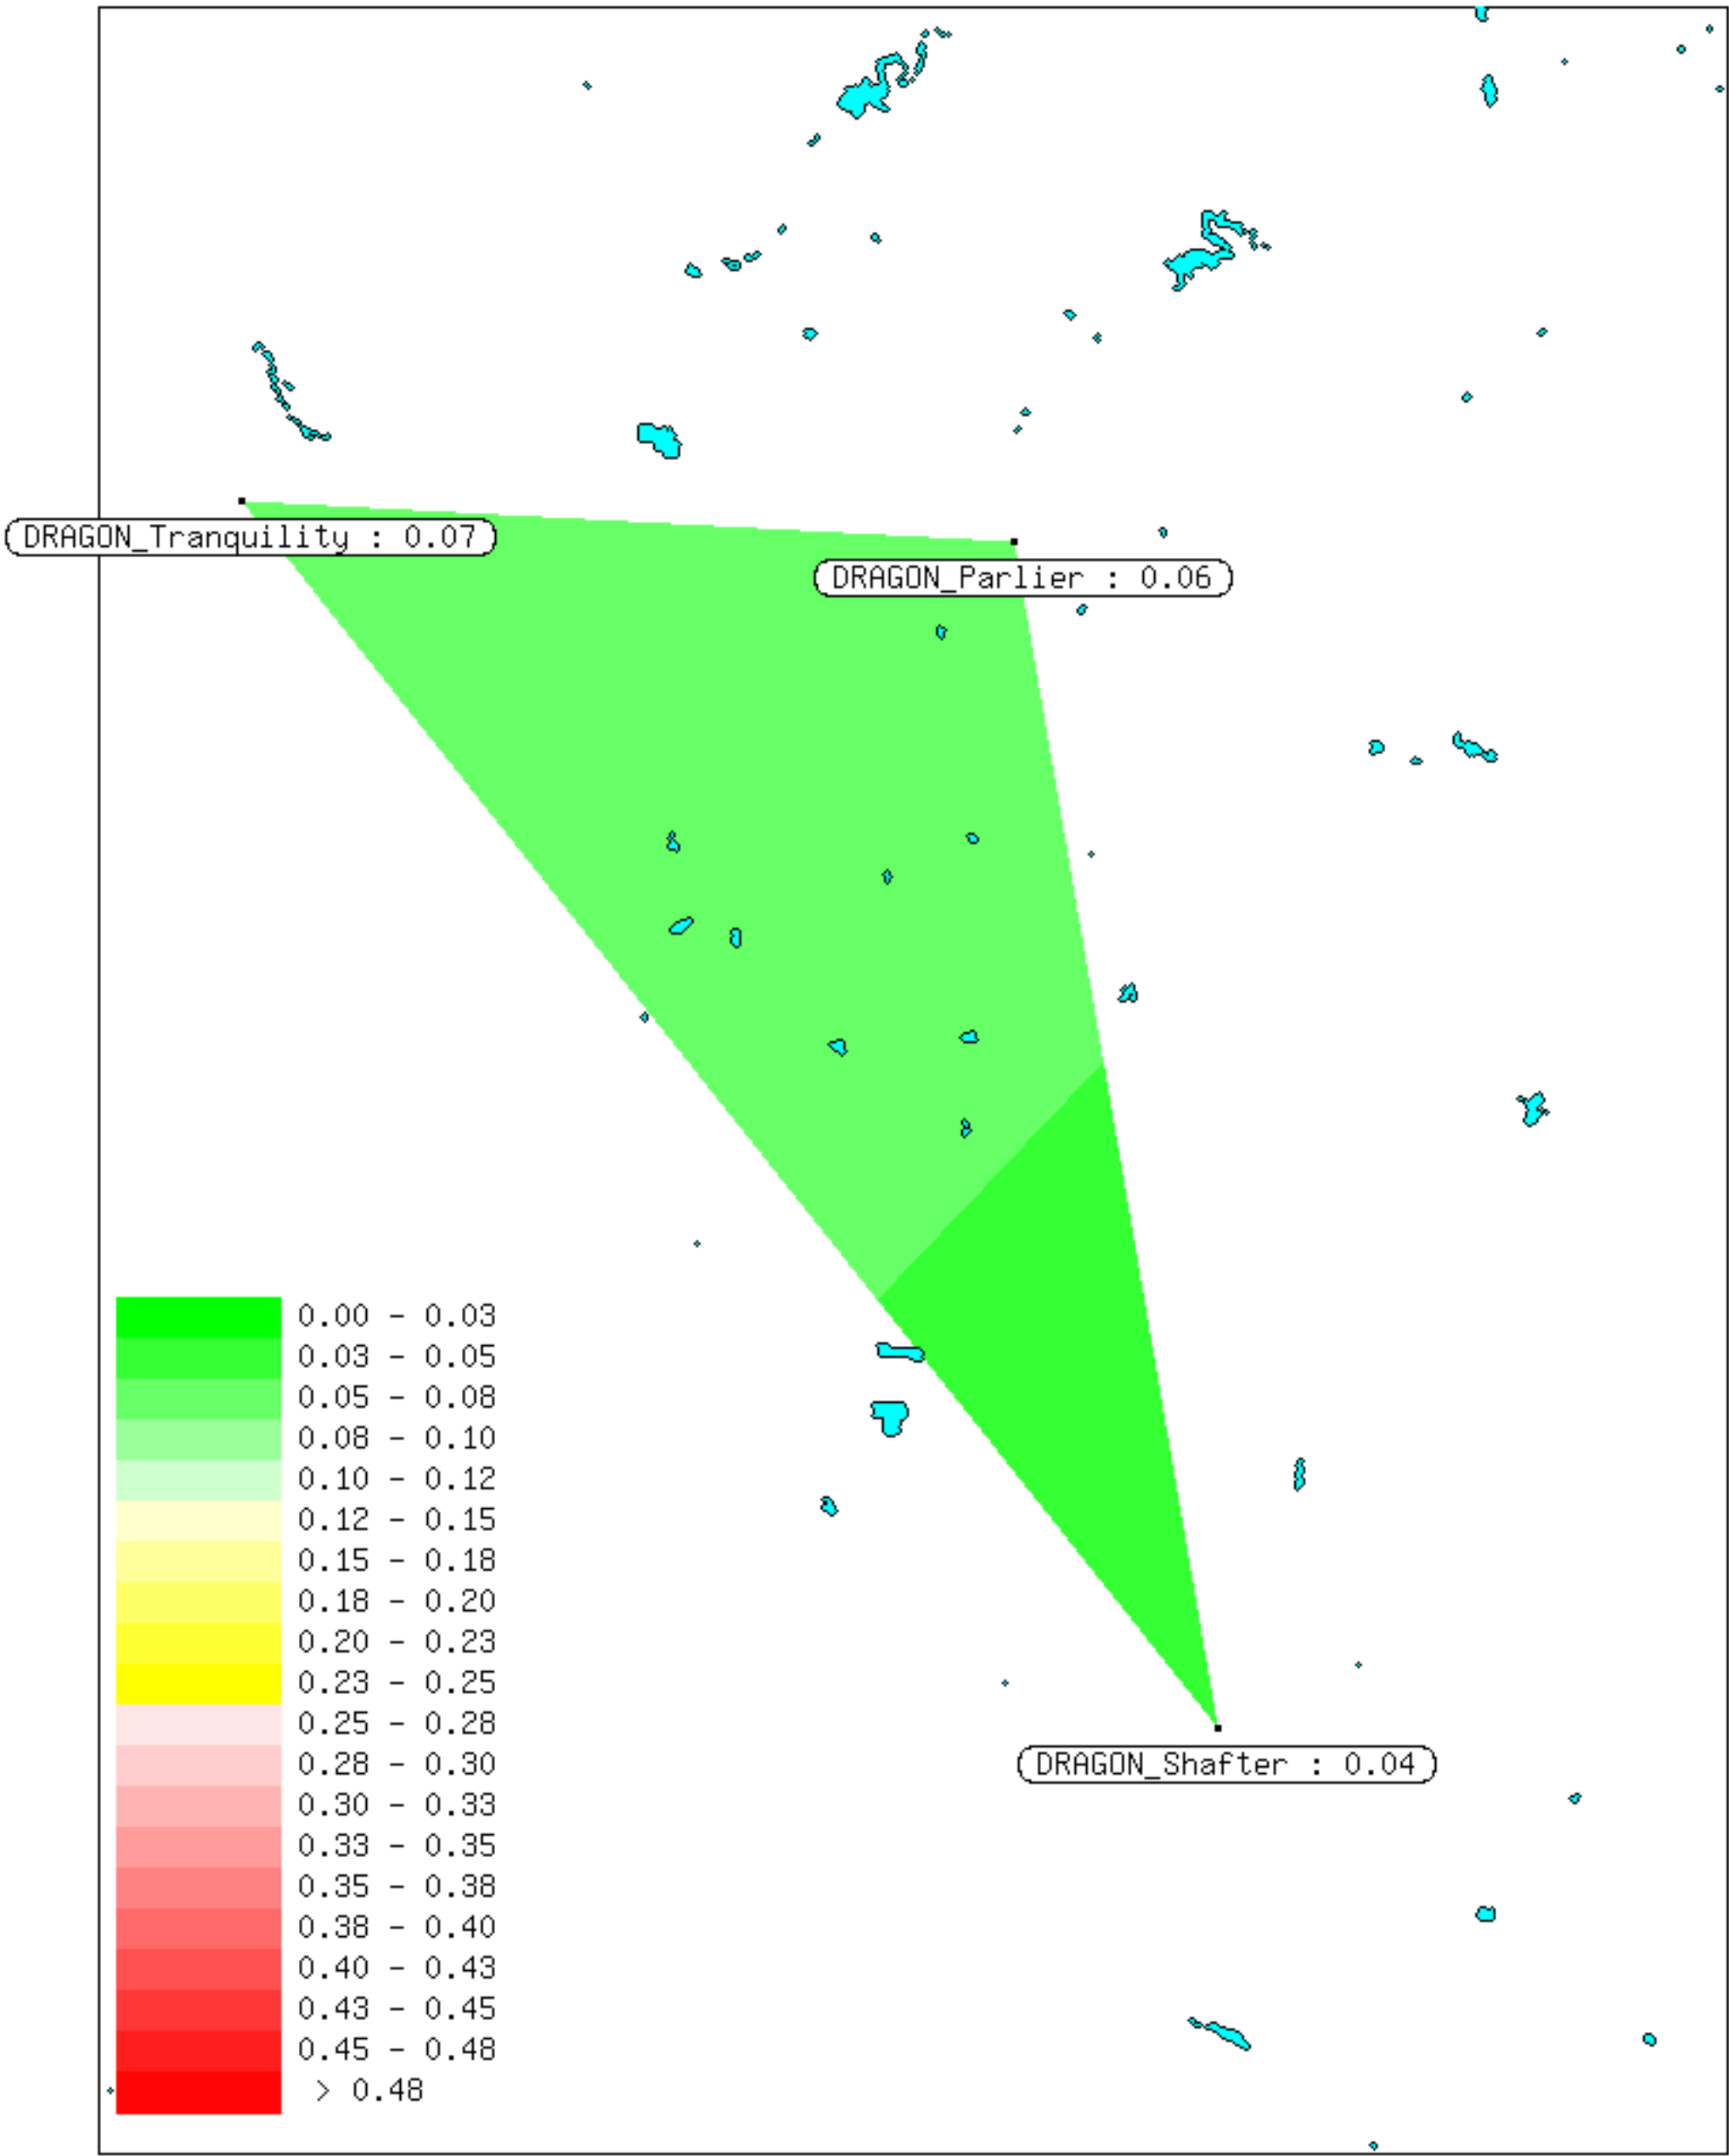 DRAGON_Tranquility : 0.07
DRAGON_Parlier : 0.06
0.00 - 0.03
0.03 - 0.05
0.05 - 0.08
0.08 - 0.10
0.10 - 0.12
0.12 - 0.15
0.15 - 0.18
0.18 - 0.20
0.20 - 0.23
0.23 - 0.25
0.25 - 0.28
0.28 - 0.30
0.30 - 0.33
0.33 - 0.35
0.35 - 0.38
0.38 - 0.40
0.40 - 0.43
0.43 - 0.45
0.45 - 0.48
> 0.48
DRAGON_Shafter : 0.04